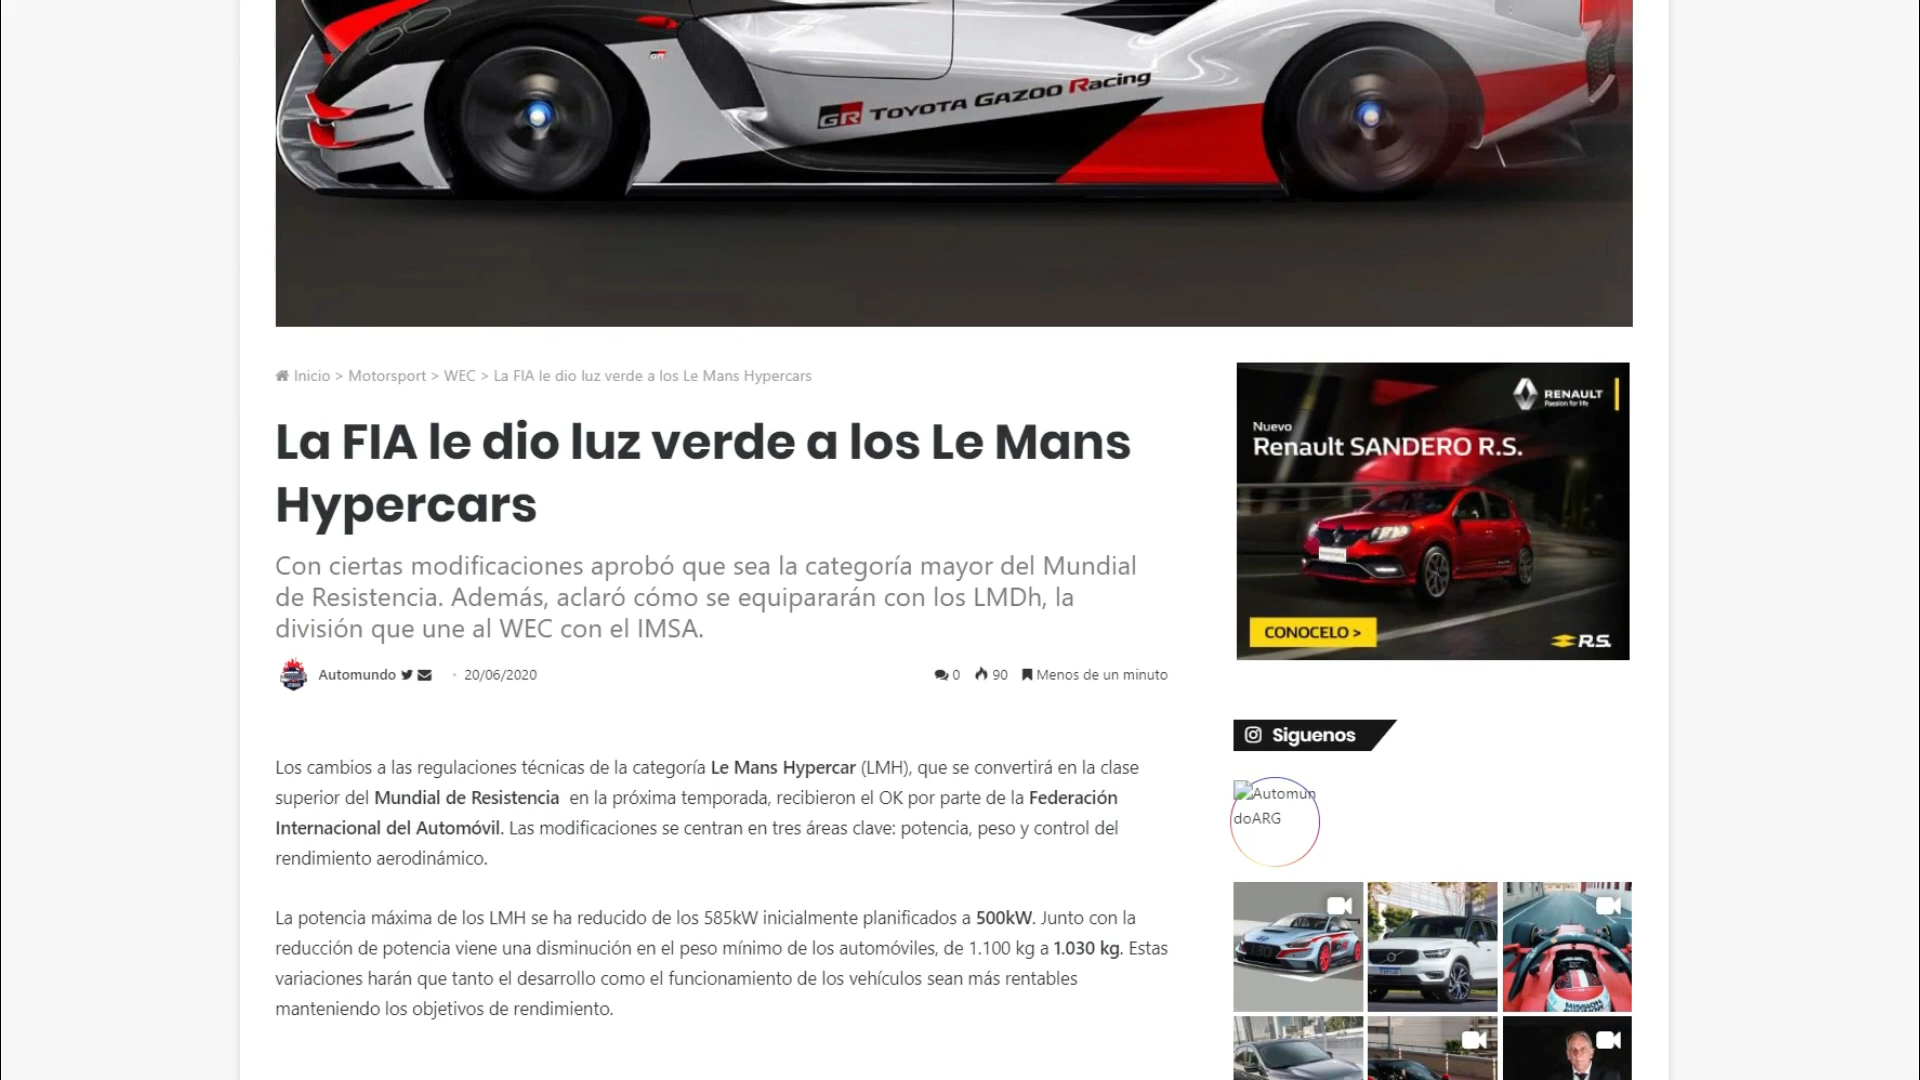 GR
GR TOYOTA GAZOO Racing
Inicio > Motorsport > WEC > La FIA le dio luz verde a los Le Mans Hypercars
La FIA le dio luz verde a los Le Mans
Hypercars
Con ciertas modificaciones aprobó que sea la categoría mayor del Mundial
de Resistencia. Además, aclaró cómo se equipararán con los LMDh, la
división que une al WEC con el IMSA.
Automundo 20/06/2020 0 90 Menos de un minuto
Los cambios a las regulaciones técnicas de la categoría Le Mans Hypercar (LMH), que se convertirá en la clase
superior del Mundial de Resistencia en la próxima temporada, recibieron el OK por parte de la Federación
Internacional del Automóvil. Las modificaciones se centran en tres áreas clave: potencia, peso y control del
rendimiento aerodinámico.
La potencia máxima de los LMH se ha reducido de los 585kW inicialmente planificados a 500kW. Junto con la
reducción de potencia viene una disminución en el peso mínimo de los automóviles, de 1.100 kg a 1.030 kg. Estas
variaciones harán que tanto el desarrollo como el funcionamiento de los vehículos sean más rentables
manteniendo los objetivos de rendimiento.
RENAULT
Passion for life
Nuevo
Renault SANDERO R.S.
CONOCELO >
R.S.
Siguenos
Automun
doARG